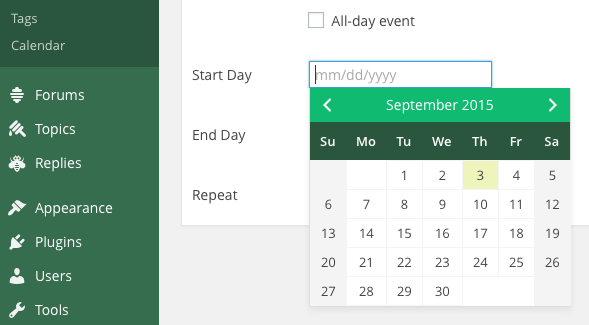 Tags
Calendar
Forums
Topics
Replies
Appearance
Plugins
Users
Tools
All-day event
Start Day
mm/dd/yyyy
End Day
Repeat
September 2015
Su Mo Tu We Th Fr Sa
1 2 3 4 5
6 7 8 9 10 11 12
13 14 15 16 17 18 19
20 21 22 23 24 25 26
27 28 29 30